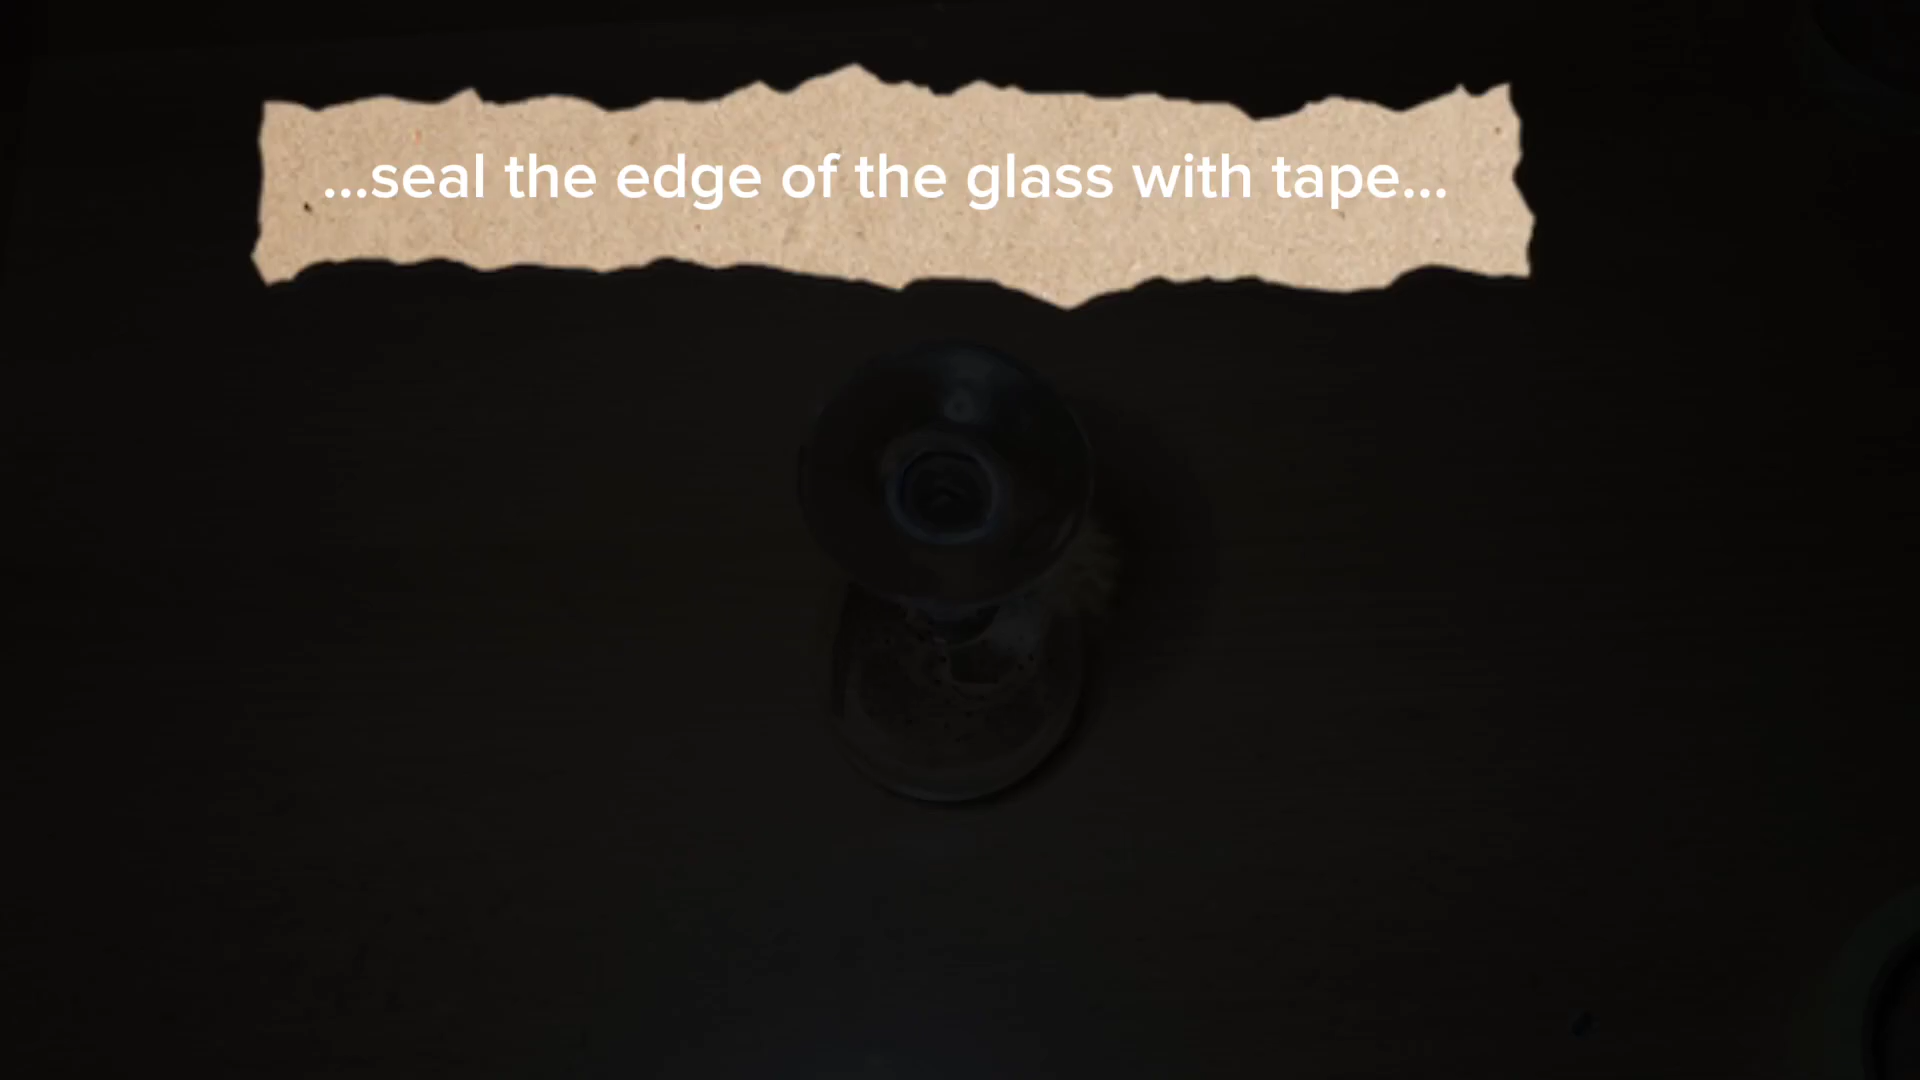 ...seal the edge of the glass with tape...